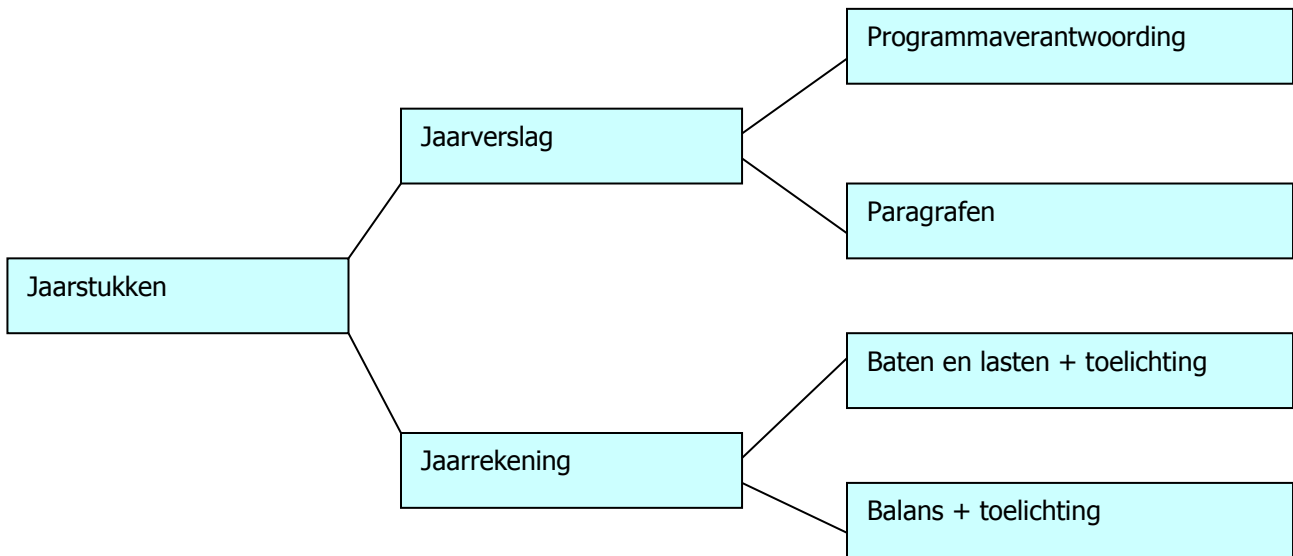 Programmaverantwoording
Jaarverslag
Paragrafen
Jaarstukken
Baten en lasten + toelichting
Jaarrekening
Balans + toelichting